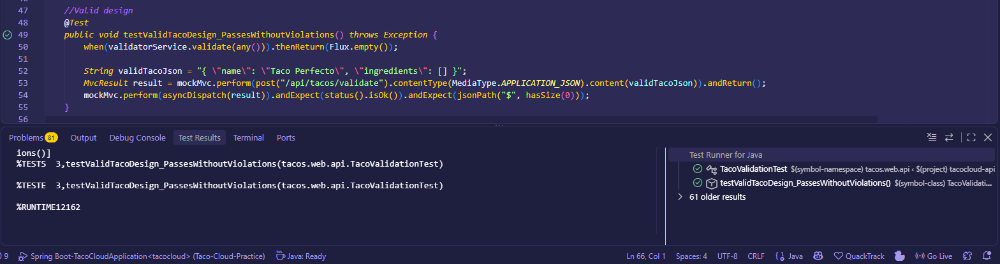 47 //Valid design
48 @Test
49 public void testValidTacoDesign_PassesWithoutViolations() throws Exception {
50 when(validatorService.validate(any())).thenReturn(Flux.empty());
51
52 String validTacoJson = "{ \"name\": \"Taco Perfecto\", \"ingredients\": [] }";
53 MvcResult result = mockMvc.perform(post("/api/tacos/validate").contentType(MediaType.APPLICATION_JSON).content(validTacoJson)).andReturn();
54 mockMvc.perform(asyncDispatch(result)).andExpect(status().isOk()).andExpect(jsonPath("$", hasSize(0)));
55 }
56
Problems 81 Output Debug Console Test Results Terminal Ports
ions()]
%TESTS 3,testValidTacoDesign_PassesWithoutViolations(tacos.web.api.TacoValidationTest)
%TESTE 3,testValidTacoDesign_PassesWithoutViolations(tacos.web.api.TacoValidationTest)
%RUNTIME12162
Test Runner for Java
TacoValidationTest $(symbol-namespace) tacos.web.api ‹ $(project) tacocloud-api
testValidTacoDesign_PassesWithoutViolations() $(symbol-class) TacoValidati...
61 older results
9 Spring Boot-TacoCloudApplication<tacocloud> (Taco-Cloud-Practice) Java: Ready Ln 66, Col 1 Spaces: 4 UTF-8 CRLF {} Java QuackTrack Go Live